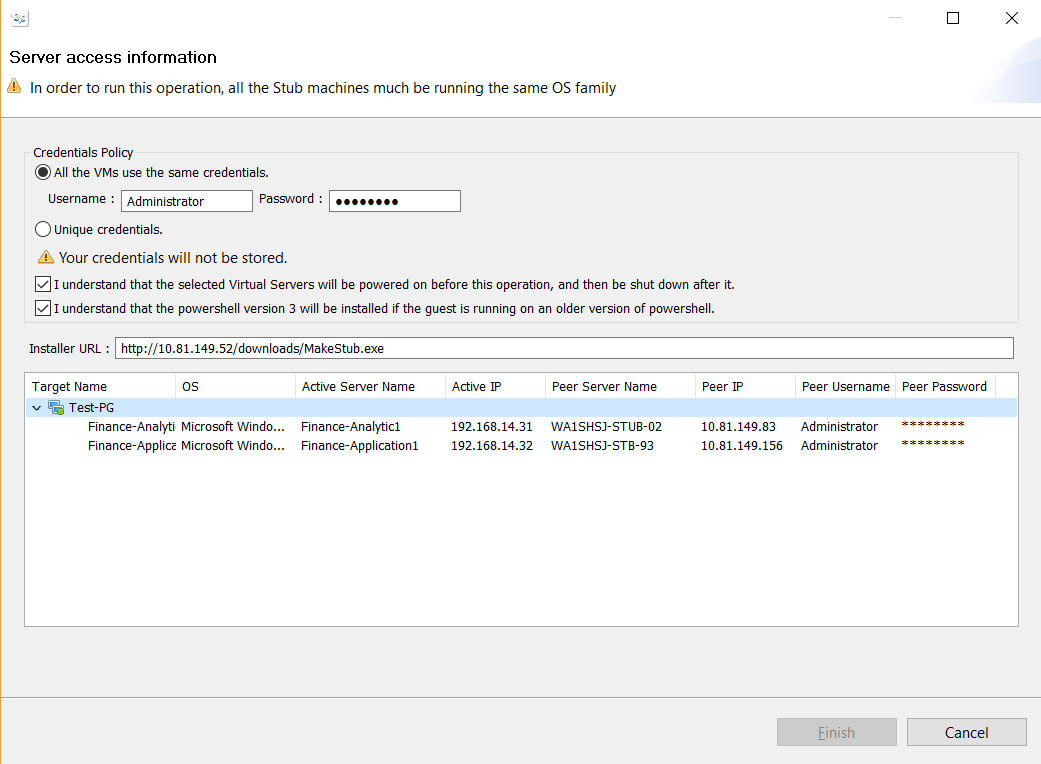 Server access information
In order to run this operation, all the Stub machines much be running the same OS family
Credentials Policy
All the VMs use the same credentials.
Username : Administrator Password : ●●●●●●●●
Unique credentials.
Your credentials will not be stored.
I understand that the selected Virtual Servers will be powered on before this operation, and then be shut down after it.
I understand that the powershell version 3 will be installed if the guest is running on an older version of powershell.
Installer URL : http://10.81.149.52/downloads/MakeStub.exe
Target Name OS Active Server Name Active IP Peer Server Name Peer IP Peer Username Peer Password
Test-PG
Finance-Analyti Microsoft Windo... Finance-Analytic1 192.168.14.31 WA1SHSJ-STUB-02 10.81.149.83 Administrator ********
Finance-Applica Microsoft Windo... Finance-Application1 192.168.14.32 WA1SHSJ-STB-93 10.81.149.156 Administrator ********
Finish Cancel